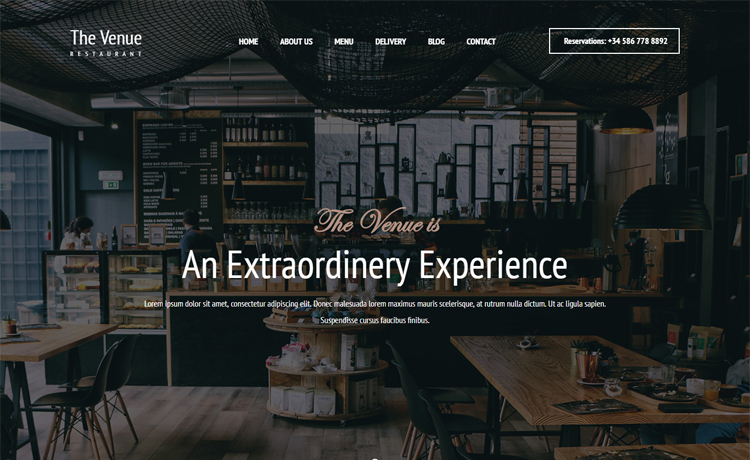 The Venue
RESTAURANT
HOME ABOUT US MENU DELIVERY BLOG CONTACT
Reservations: +34 586 778 8892
The Venue is
An Extraordinery Experience
Lorem ipsum dolor sit amet, consectetur adipiscing elit. Donec malesuada lorem maximus mauris scelerisque, at rutrum nulla dictum. Ut ac ligula sapien.
Suspendisse cursus faucibus finibus.